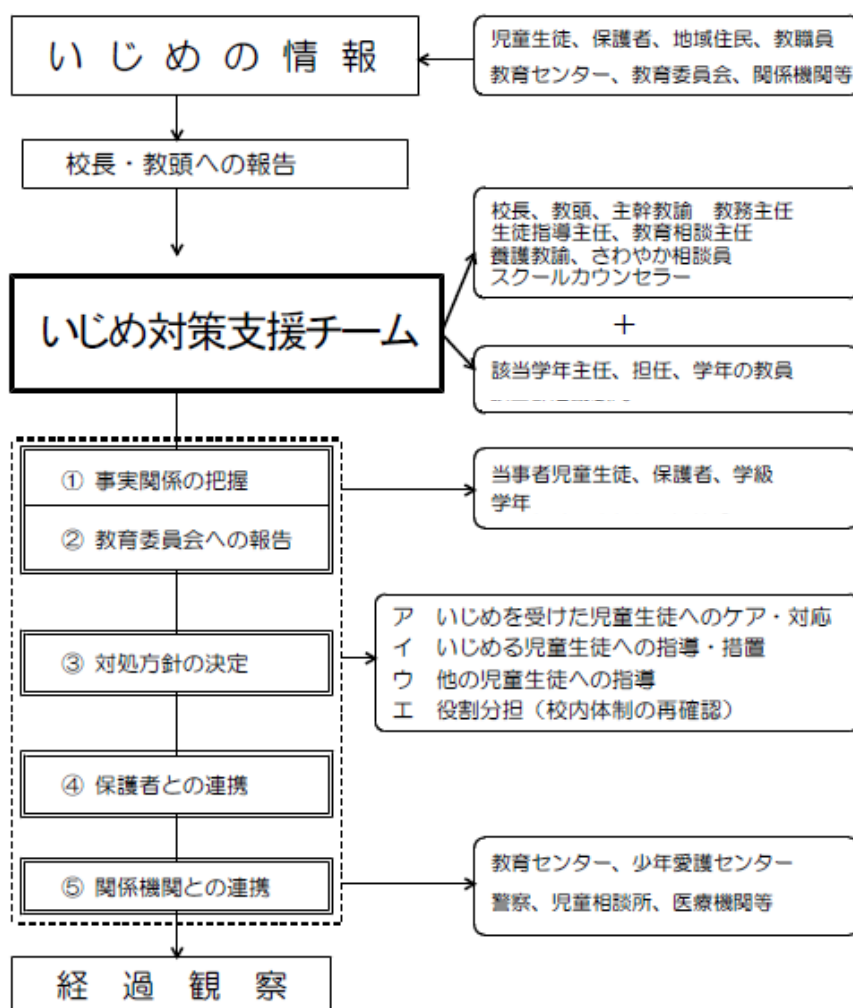 いじめの情報
児童生徒、保護者、地域住民、教職員
教育センター、教育委員会、関係機関等
校長・教頭への報告
校長、教頭、主幹教諭　教務主任
生徒指導主任、教育相談主任
養護教諭、さわやか相談員
スクールカウンセラー
＋
いじめ対策支援チーム
該当学年主任、担任、学年の教員
① 事実関係の把握
当事者児童生徒、保護者、学級
学年
② 教育委員会への報告
ア　いじめを受けた児童生徒へのケア・対応
イ　いじめる児童生徒への指導・措置
ウ　他の児童生徒への指導
エ　役割分担（校内体制の再確認）
③ 対処方針の決定
④ 保護者との連携
⑤ 関係機関との連携
教育センター、少年愛護センター
警察、児童相談所、医療機関等
経過観察